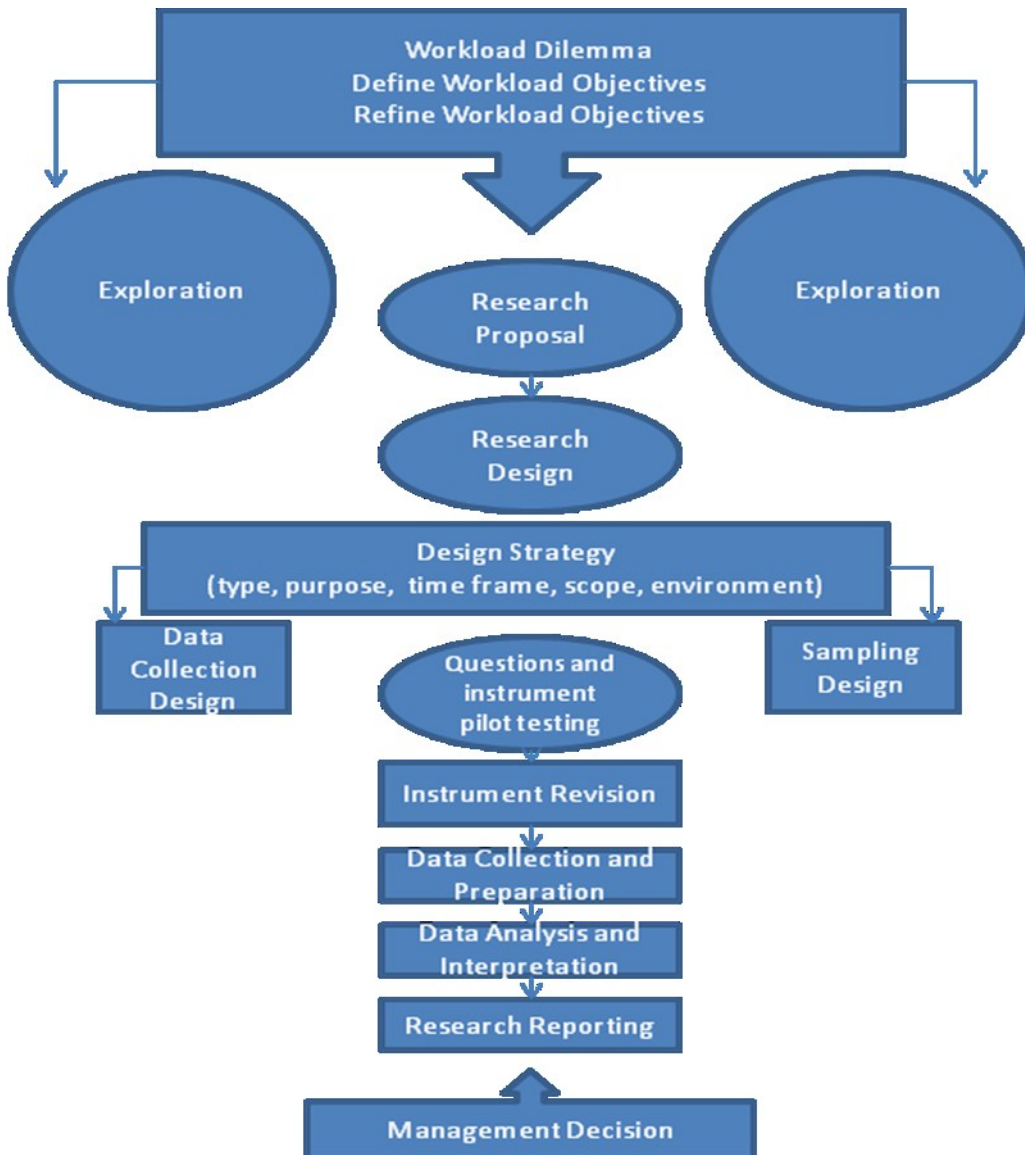 Workload Dilemma
Define Workload Objectives
Refine Workload Objectives
Exploration
Exploration
Research
Proposal
Research
Design
Design Strategy
(type, purpose, time frame, scope, environment)
Data
Collection
Design
Questions and
instrument
pilot testing
Sampling
Design
Instrument Revision
Data Collection and
Preparation
Data Analysis and
Interpretation
Research Reporting
Management Decision